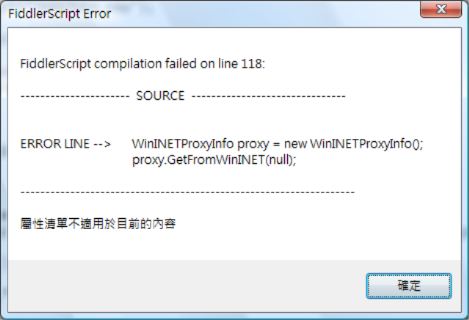 FiddlerScript Error
FiddlerScript compilation failed on line 118:
---------------------- SOURCE -------------------------------
ERROR LINE --> WinINETProxyInfo proxy = new WinINETProxyInfo();
proxy.GetFromWinINET(null);
-------------------------------------------------------------------
屬性清單不適用於目前的內容
確定